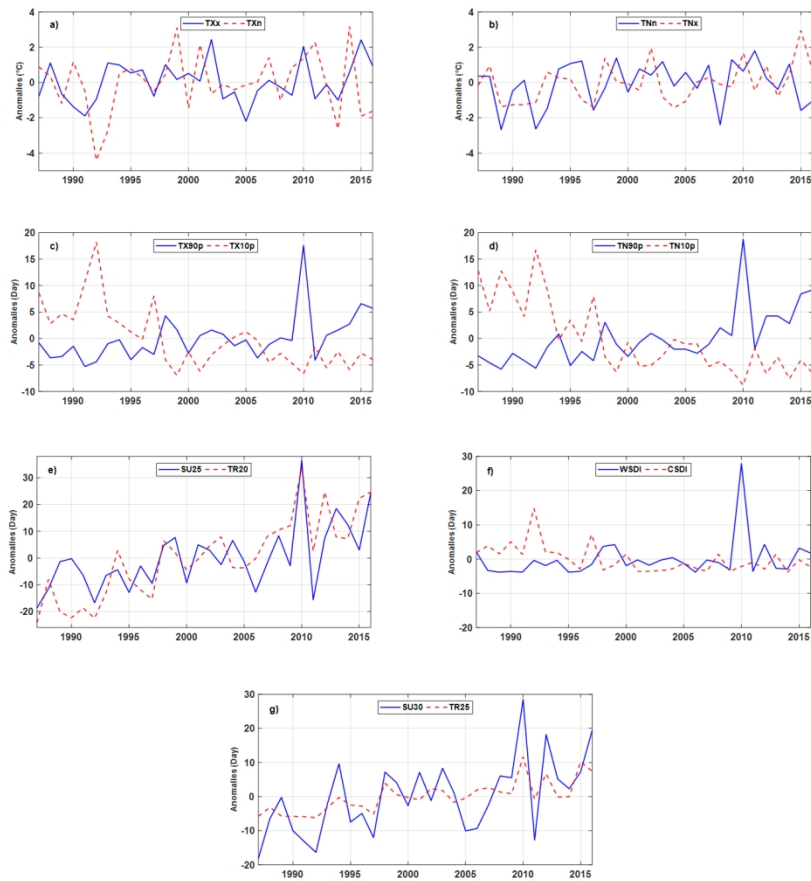 a) TXx TXn
4
2
0
-2
-4
Anomalies (°C)
1990 1995 2000 2005 2010 2015
b) TNn TNx
4
2
0
-2
-4
Anomalies (°C)
1990 1995 2000 2005 2010 2015
c) TX90p TX10p
20
15
10
5
0
-5
-10
Anomalies (Day)
1990 1995 2000 2005 2010 2015
d) TN90p TN10p
20
15
10
5
0
-5
-10
Anomalies (Day)
1990 1995 2000 2005 2010 2015
e) SU25 TR20
30
20
10
0
-10
-20
Anomalies (Day)
1990 1995 2000 2005 2010 2015
f) WSDI CSDI
30
20
10
0
-10
-20
Anomalies (Day)
1990 1995 2000 2005 2010 2015
g) SU30 TR25
30
20
10
0
-10
-20
Anomalies (Day)
1990 1995 2000 2005 2010 2015